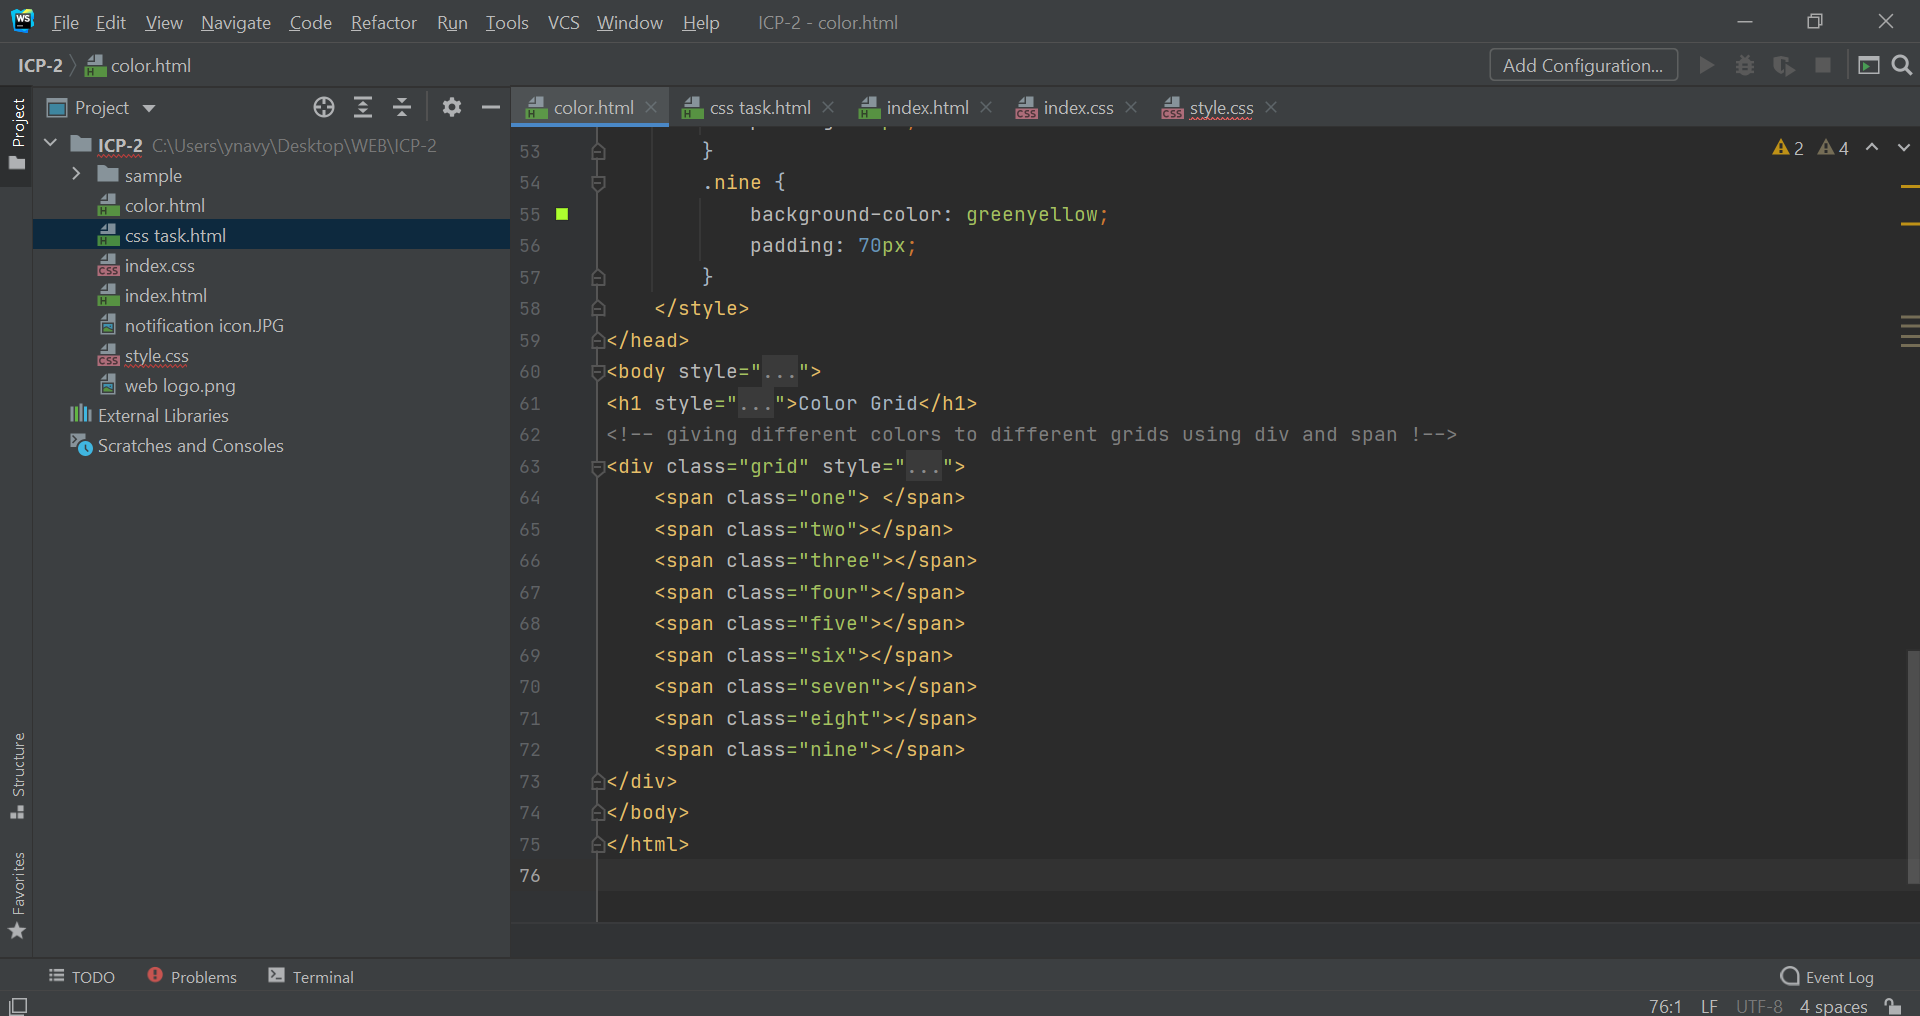 WS File Edit View Navigate Code Refactor Run Tools VCS Window Help ICP-2 - color.html
ICP-2 color.html Add Configuration...
Project
Project
color.html css task.html index.html index.css style.css
ICP-2 C:\Users\ynavy\Desktop\WEB\ICP-2
sample
color.html
css task.html
index.css
index.html
notification icon.JPG
style.css
web logo.png
External Libraries
Scratches and Consoles
2 4
53 }
54 .nine {
55 background-color: greenyellow;
56 padding: 70px;
57 }
58 </style>
59 </head>
60 <body style="...">
61 <h1 style="...">Color Grid</h1>
62 <!-- giving different colors to different grids using div and span !-->
63 <div class="grid" style="...">
64 <span class="one"> </span>
65 <span class="two"></span>
66 <span class="three"></span>
67 <span class="four"></span>
68 <span class="five"></span>
69 <span class="six"></span>
70 <span class="seven"></span>
71 <span class="eight"></span>
72 <span class="nine"></span>
73 </div>
74 </body>
75 </html>
76
Structure
Favorites
TODO Problems Terminal Event Log
76:1 LF UTF-8 4 spaces